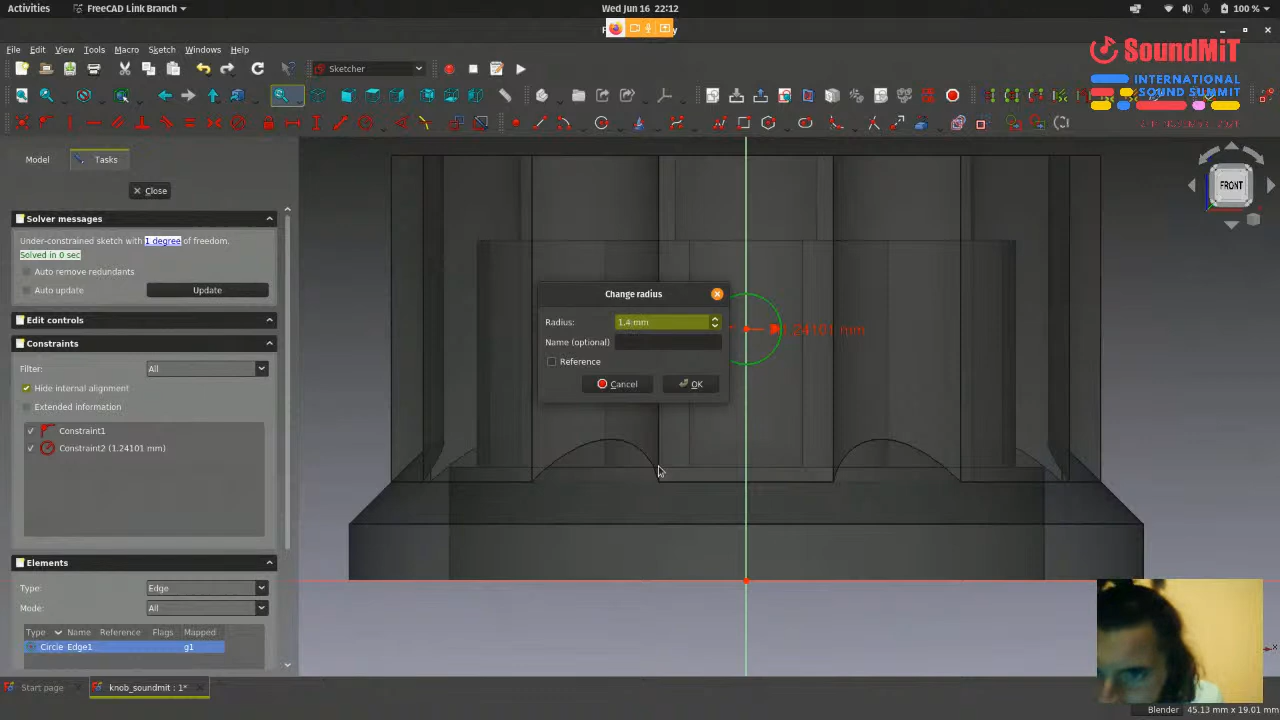 Activities
FreeCAD Link Branch
Wed Jun 16 22:12
100 %
File Edit View Tools Macro Sketch Windows Help
SoundMiT
INTERNATIONAL
SOUND SUMMIT
Sketcher
Model
Tasks
Close
FRONT
Solver messages
Under-constrained sketch with 1 degree of freedom.
Solved in 0 sec
Auto remove redundants
Auto update
Update
Edit controls
Constraints
Filter:
All
Hide internal alignment
Extended information
Constraint1
Constraint2 (1.24101 mm)
Change radius
Radius:
1.4 mm
Name (optional)
Reference
Cancel
OK
1.24101 mm
Elements
Type:
Edge
Mode:
All
Type Name Reference Flags Mapped
Circle Edge1 g1
Start page
knob_soundmit : 1*
Blender
45.13 mm x 19.01 mm